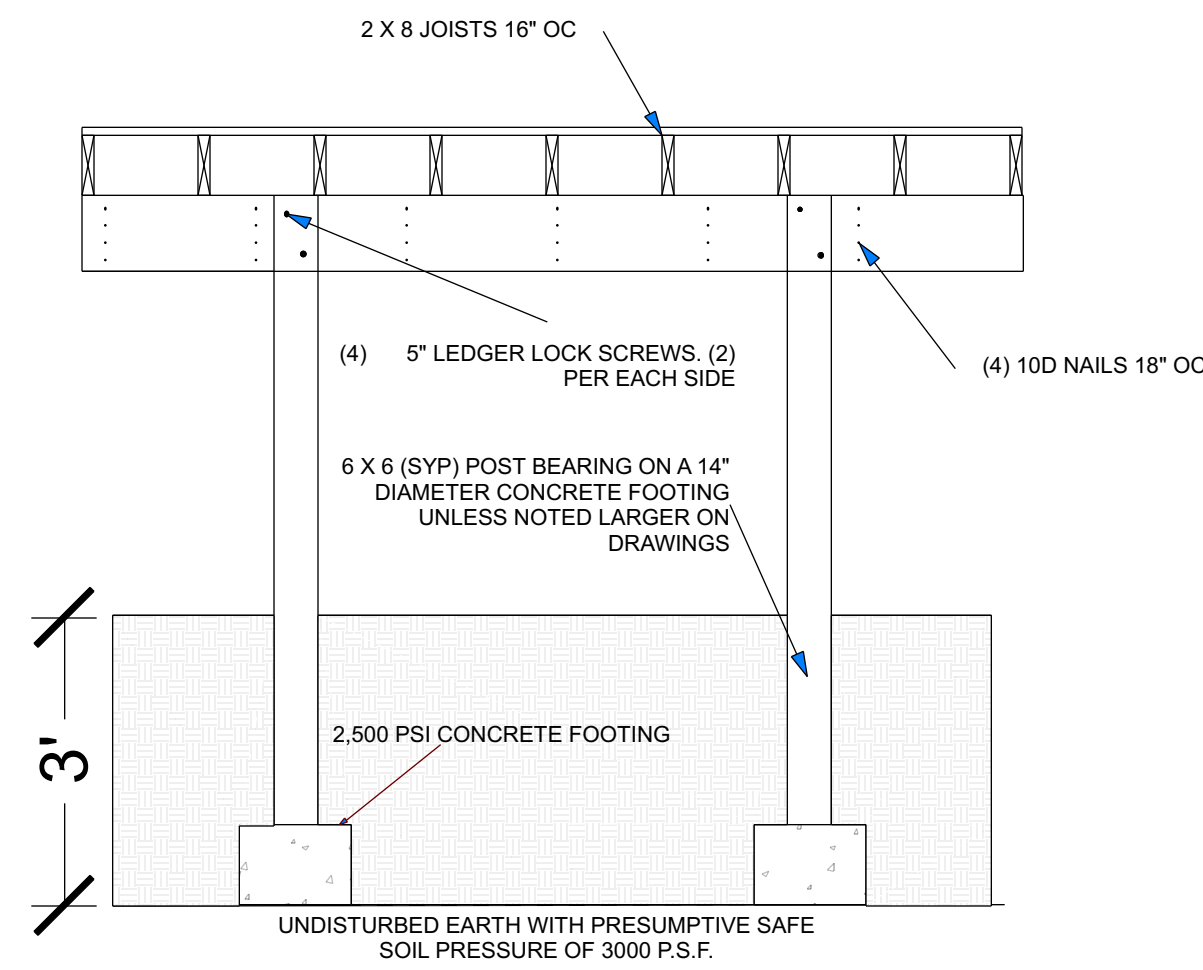 2 X 8 JOISTS 16" OC
(4) 5" LEDGER LOCK SCREWS. (2)
PER EACH SIDE
(4) 10D NAILS 18" OC
6 X 6 (SYP) POST BEARING ON A 14"
DIAMETER CONCRETE FOOTING
UNLESS NOTED LARGER ON
DRAWINGS
3'
2,500 PSI CONCRETE FOOTING
UNDISTURBED EARTH WITH PRESUMPTIVE SAFE
SOIL PRESSURE OF 3000 P.S.F.